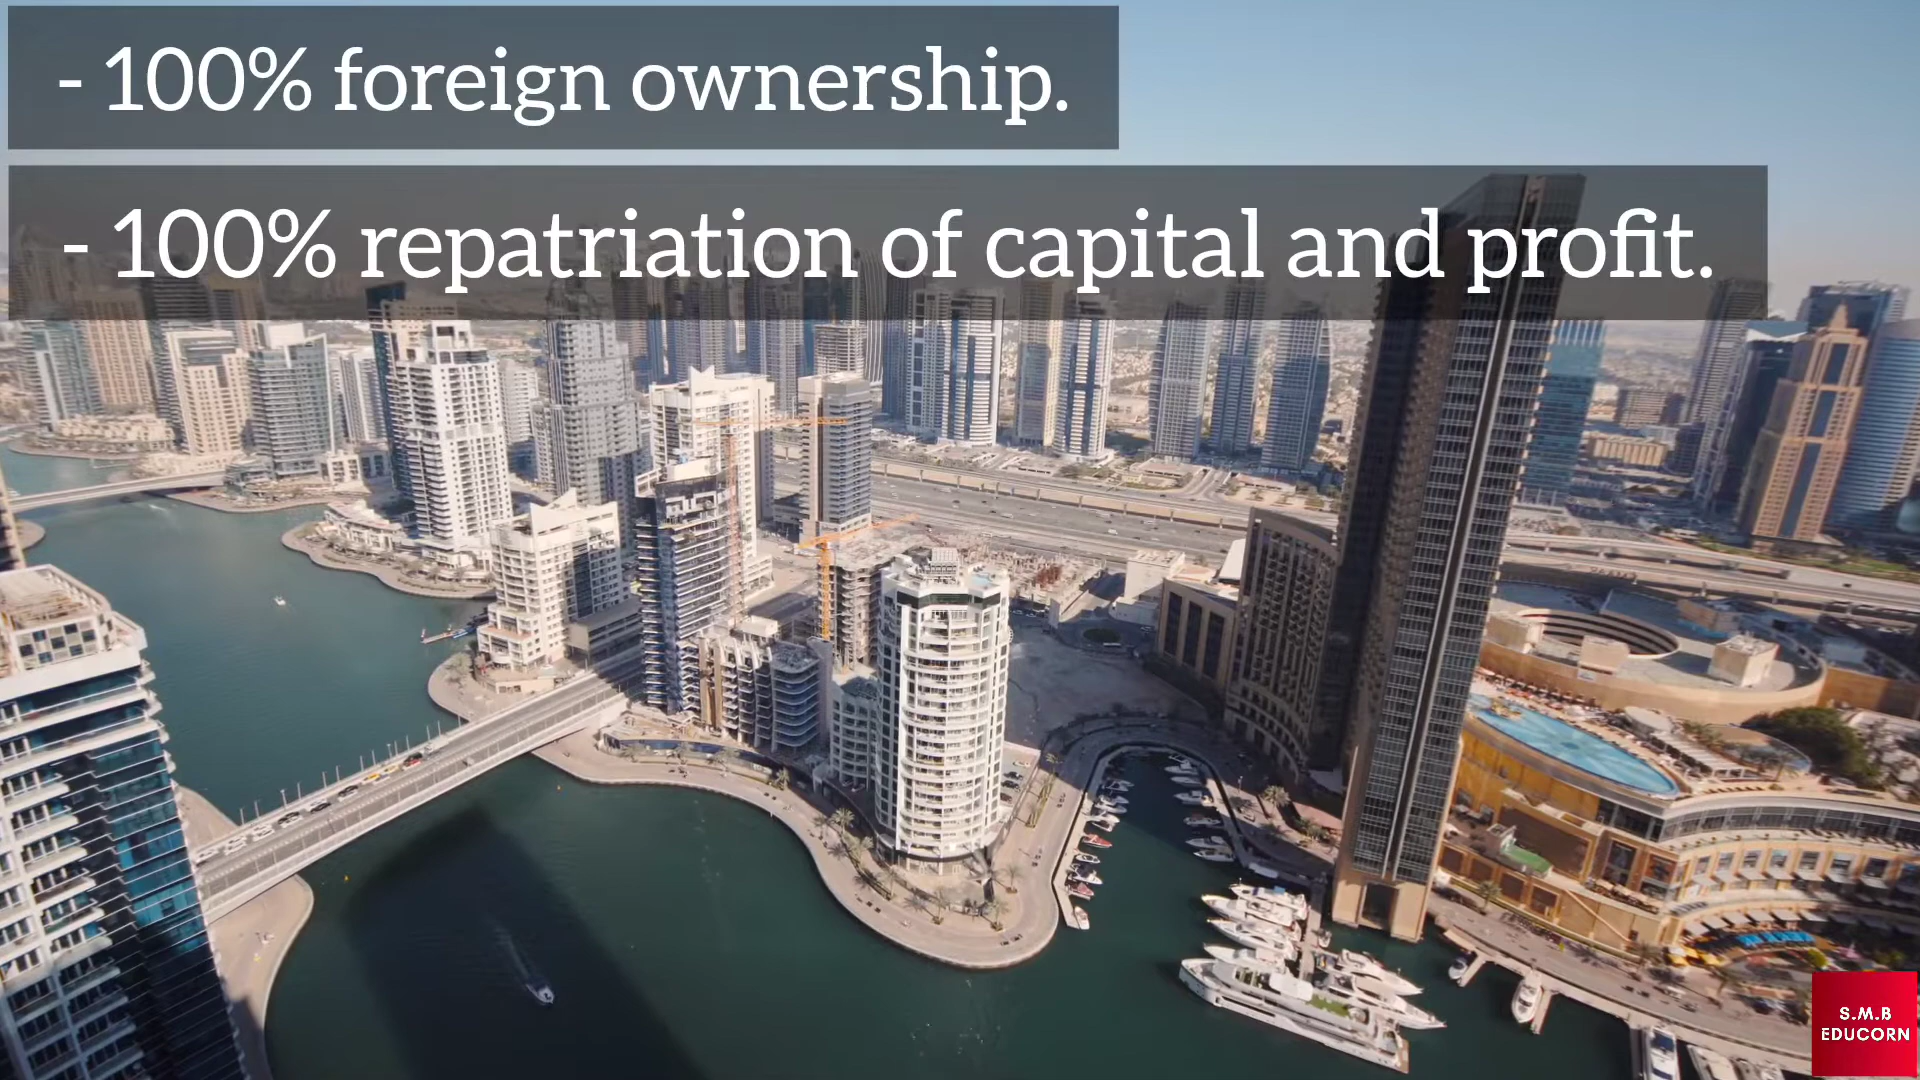 - 100% foreign ownership.
- 100% repatriation of capital and profit.
S.M.B
EDUCORN